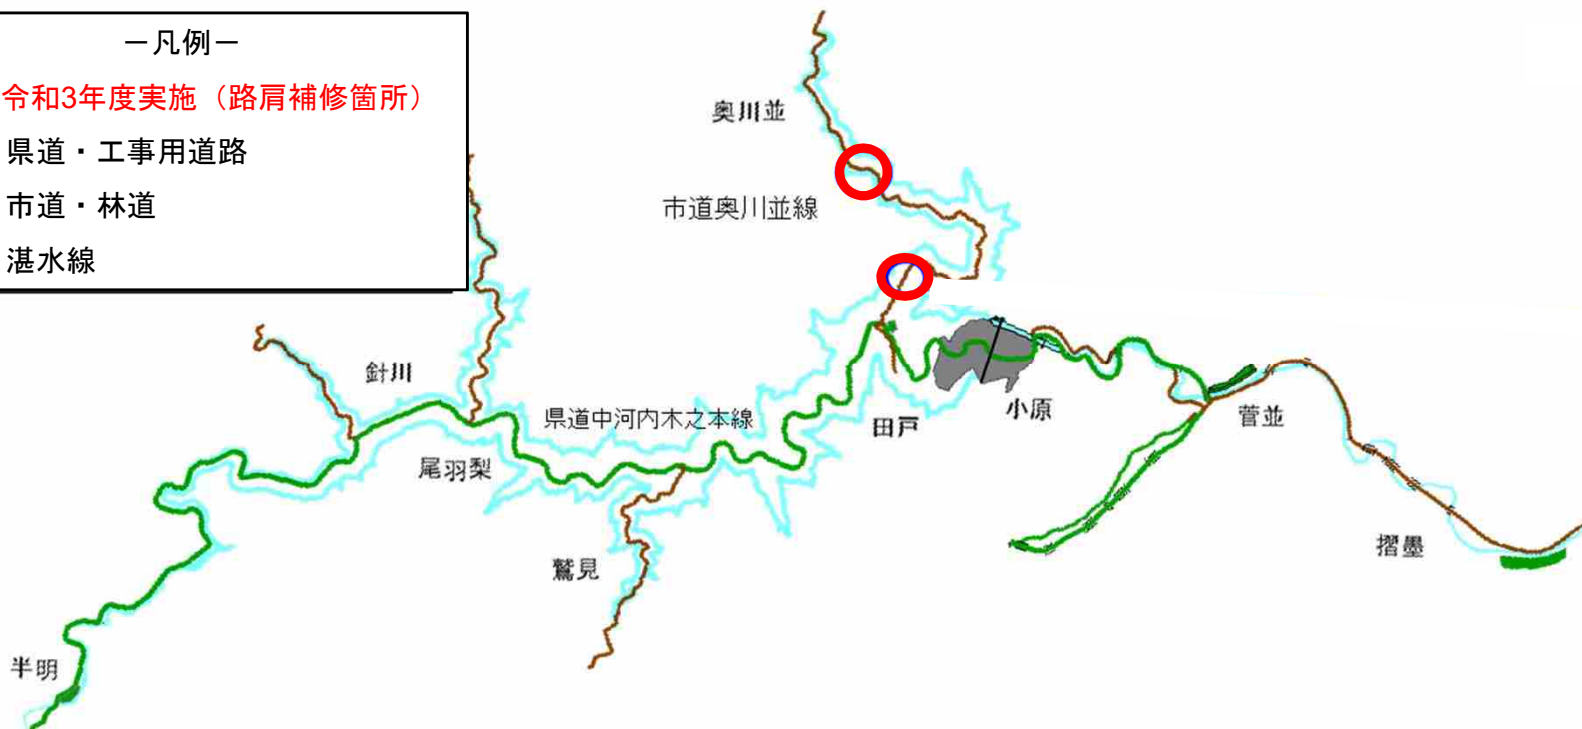 －凡例－
令和3年度実施（路肩補修箇所）
県道・工事用道路
市道・林道
湛水線
奥川並
市道奥川並線
針川
県道中河内木之本線
田戸
小原
菅並
尾羽梨
摺墨
鷲見
半明